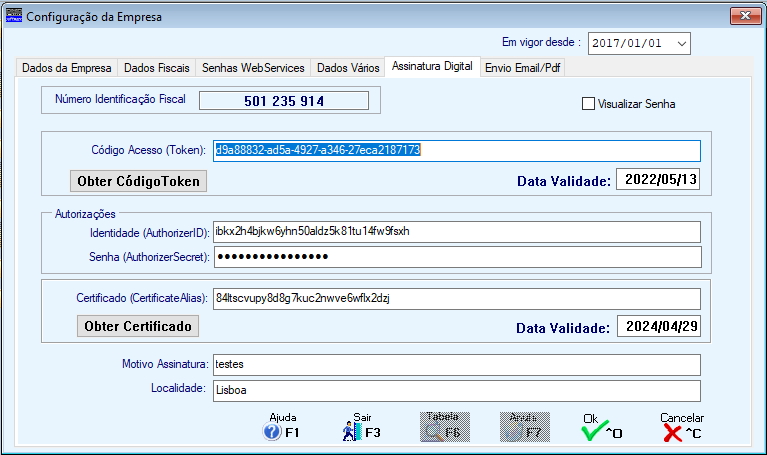 Configuração da Empresa
Em vigor desde : 2017/01/01
Dados da Empresa Dados Fiscais Senhas WebServices Dados Vários Assinatura Digital Envio Email/Pdf
Número Identificação Fiscal 501 235 914 Visualizar Senha
Código Acesso (Token): d9a88832-ad5a-4927-a346-27eca2187173
Obter CódigoToken Data Validade: 2022/05/13
Autorizações
Identidade (AuthorizerID): ibkx2h4bjkw6yhn50aldz5k81tu14fw9fsxh
Senha (AuthorizerSecret): ●●●●●●●●●●●●●●●●
Certificado (CertificateAlias): 84ltscvupy8d8g7kuc2nwve6wflx2dzj
Obter Certificado Data Validade: 2024/04/29
Motivo Assinatura: testes
Localidade: Lisboa
Ajuda Sair Tabela Anula Ok Cancelar
F1 F3 F6 F7 ^O ^C